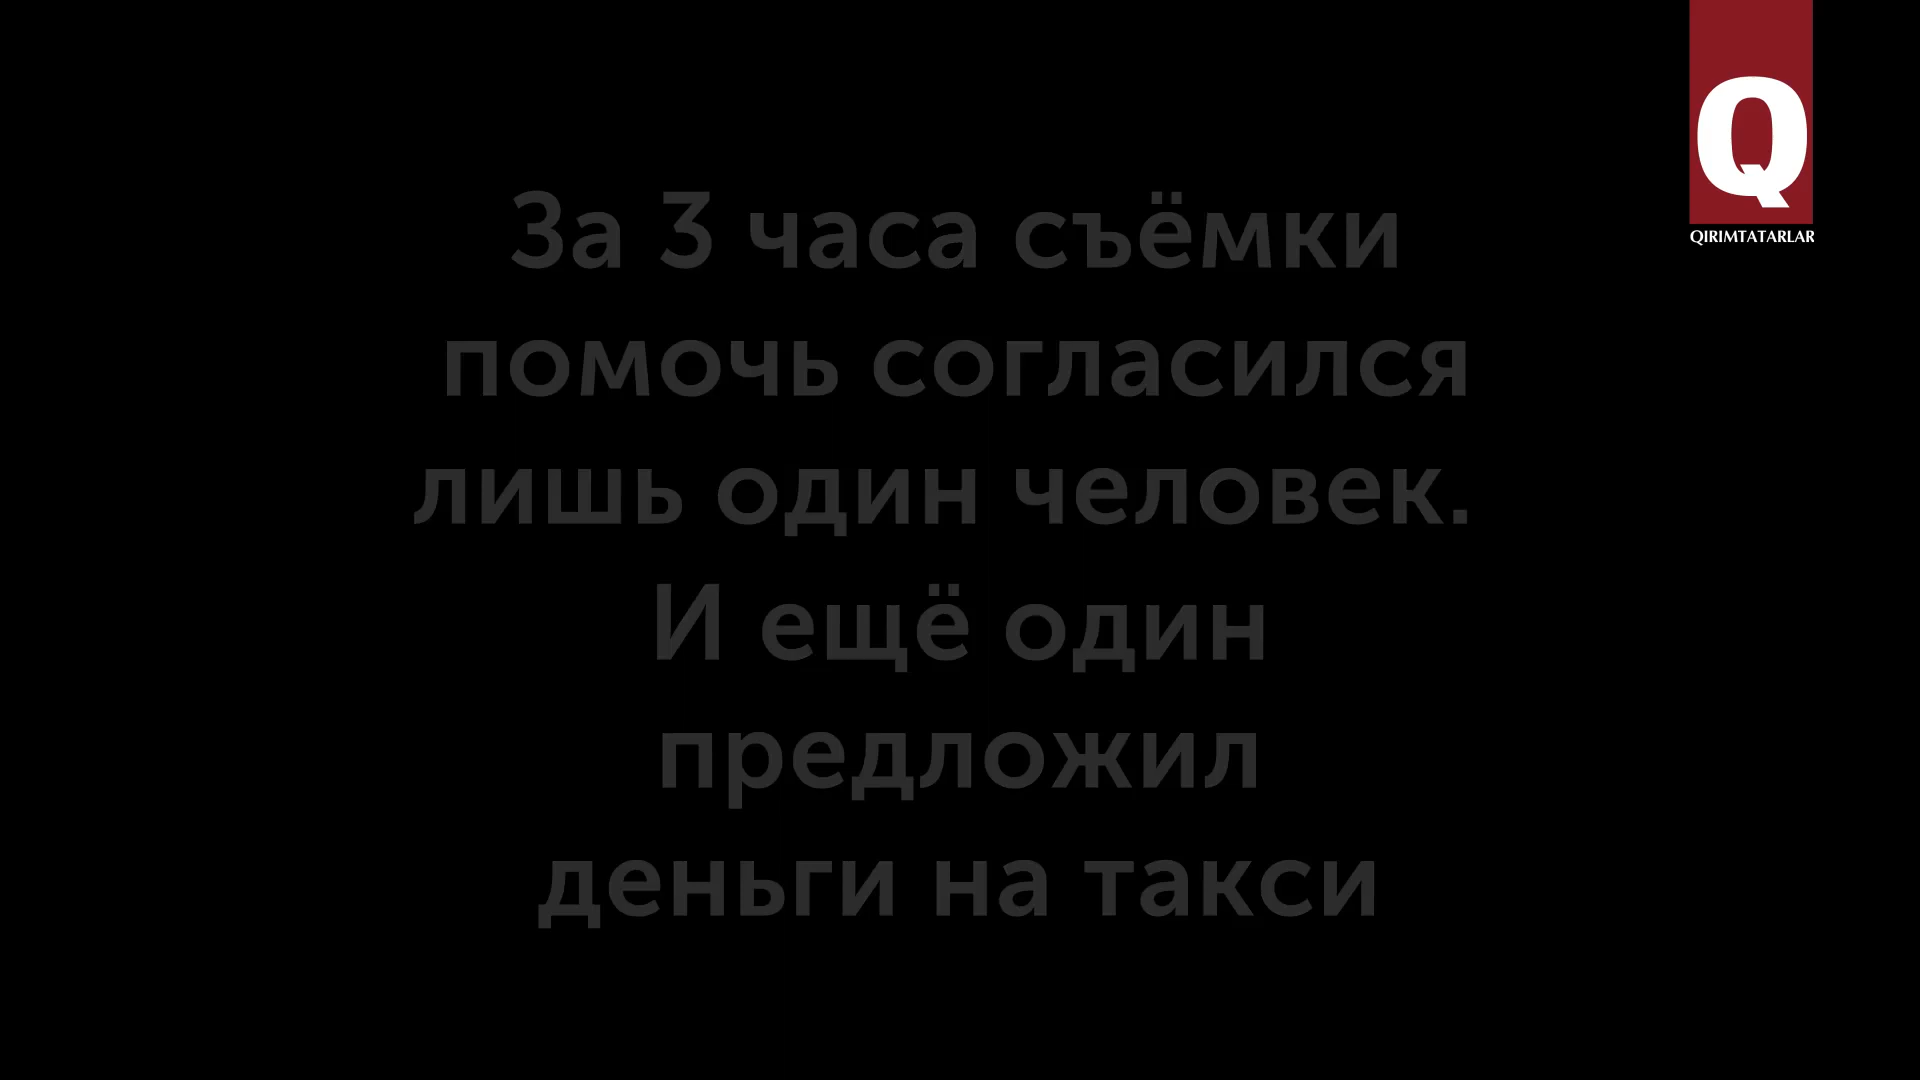 За 3 часа съёмки
помочь согласился
лишь один человек.
И ещё один
предложил
деньги на такси
Q
QIRIMTATARLAR